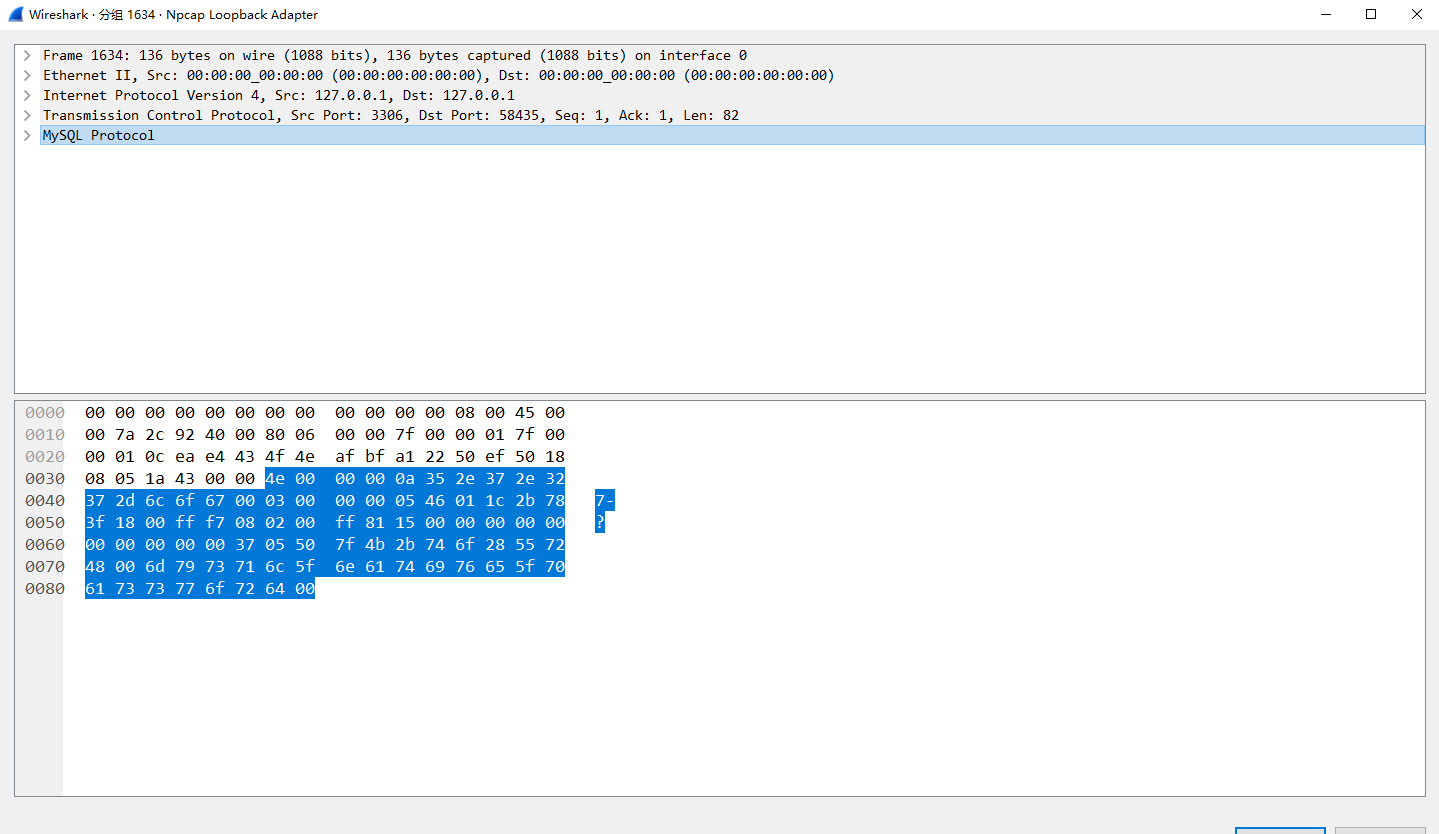 Wireshark · 分组 1634 · Npcap Loopback Adapter
Frame 1634: 136 bytes on wire (1088 bits), 136 bytes captured (1088 bits) on interface 0
Ethernet II, Src: 00:00:00_00:00:00 (00:00:00:00:00:00), Dst: 00:00:00_00:00:00 (00:00:00:00:00:00)
Internet Protocol Version 4, Src: 127.0.0.1, Dst: 127.0.0.1
Transmission Control Protocol, Src Port: 3306, Dst Port: 58435, Seq: 1, Ack: 1, Len: 82
MySQL Protocol
0000 00 00 00 00 00 00 00 00 00 00 00 00 08 00 45 00
0010 00 7a 2c 92 40 00 80 06 00 00 7f 00 00 01 7f 00
0020 00 01 0c ea e4 43 4f 4e af bf a1 22 50 ef 50 18
0030 08 05 1a 43 00 00 4e 00 00 00 0a 35 2e 37 2e 32
0040 37 2d 6c 6f 67 00 03 00 00 00 05 46 01 1c 2b 78 7-
0050 3f 18 00 ff f7 08 02 00 ff 81 15 00 00 00 00 00 ?
0060 00 00 00 00 00 37 05 50 7f 4b 2b 74 6f 28 55 72
0070 48 00 6d 79 73 71 6c 5f 6e 61 74 69 76 65 5f 70
0080 61 73 73 77 6f 72 64 00